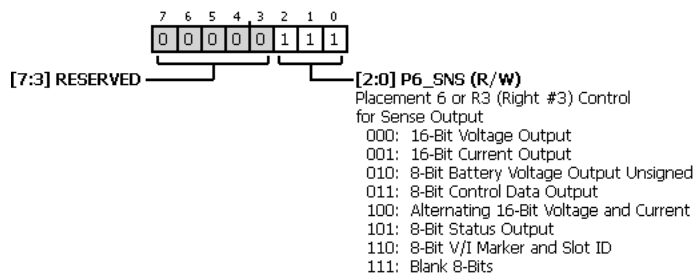 7 6 5 4 3 2 1 0
0 0 0 0 0 1 1 1
[7:3] RESERVED [2:0] P6_SNS (R/W)
Placement 6 or R3 (Right #3) Control
for Sense Output
000: 16-Bit Voltage Output
001: 16-Bit Current Output
010: 8-Bit Battery Voltage Output Unsigned
011: 8-Bit Control Data Output
100: Alternating 16-Bit Voltage and Current
101: 8-Bit Status Output
110: 8-Bit V/I Marker and Slot ID
111: Blank 8-Bits